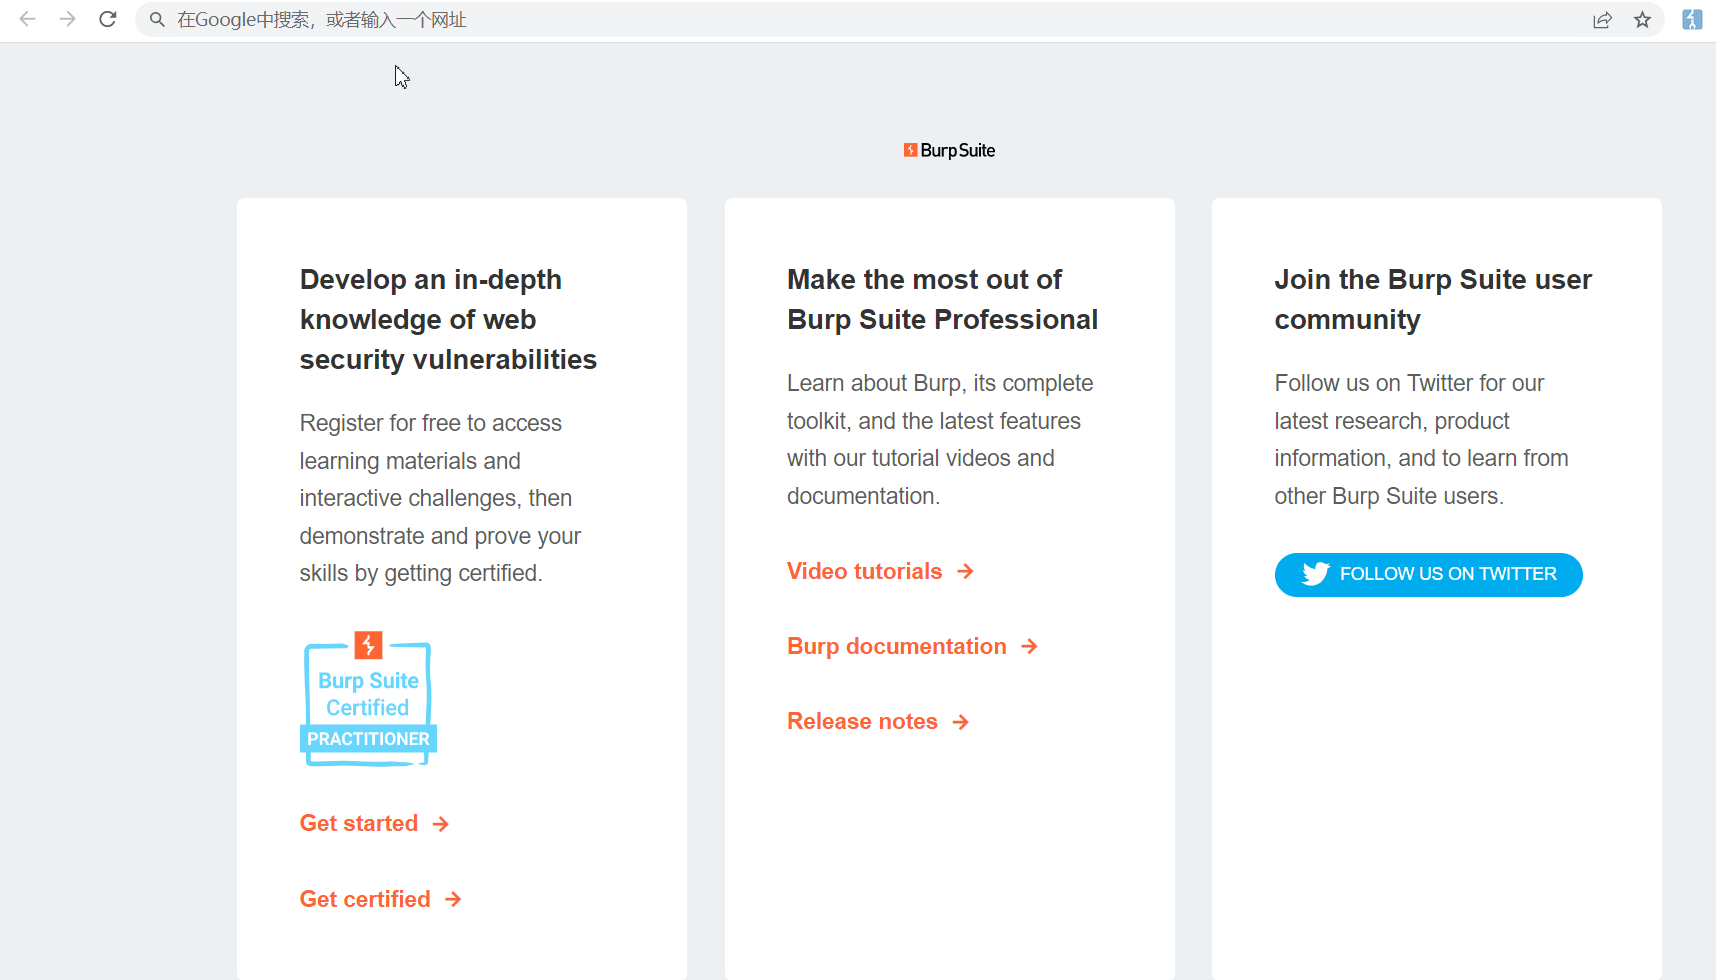 在Google中搜索，或者输入一个网址
Burp Suite
Develop an in-depth
knowledge of web
security vulnerabilities
Register for free to access
learning materials and
interactive challenges, then
demonstrate and prove your
skills by getting certified.
Burp Suite
Certified
PRACTITIONER
Get started
Get certified
Make the most out of
Burp Suite Professional
Learn about Burp, its complete
toolkit, and the latest features
with our tutorial videos and
documentation.
Video tutorials
Burp documentation
Release notes
Join the Burp Suite user
community
Follow us on Twitter for our
latest research, product
information, and to learn from
other Burp Suite users.
FOLLOW US ON TWITTER